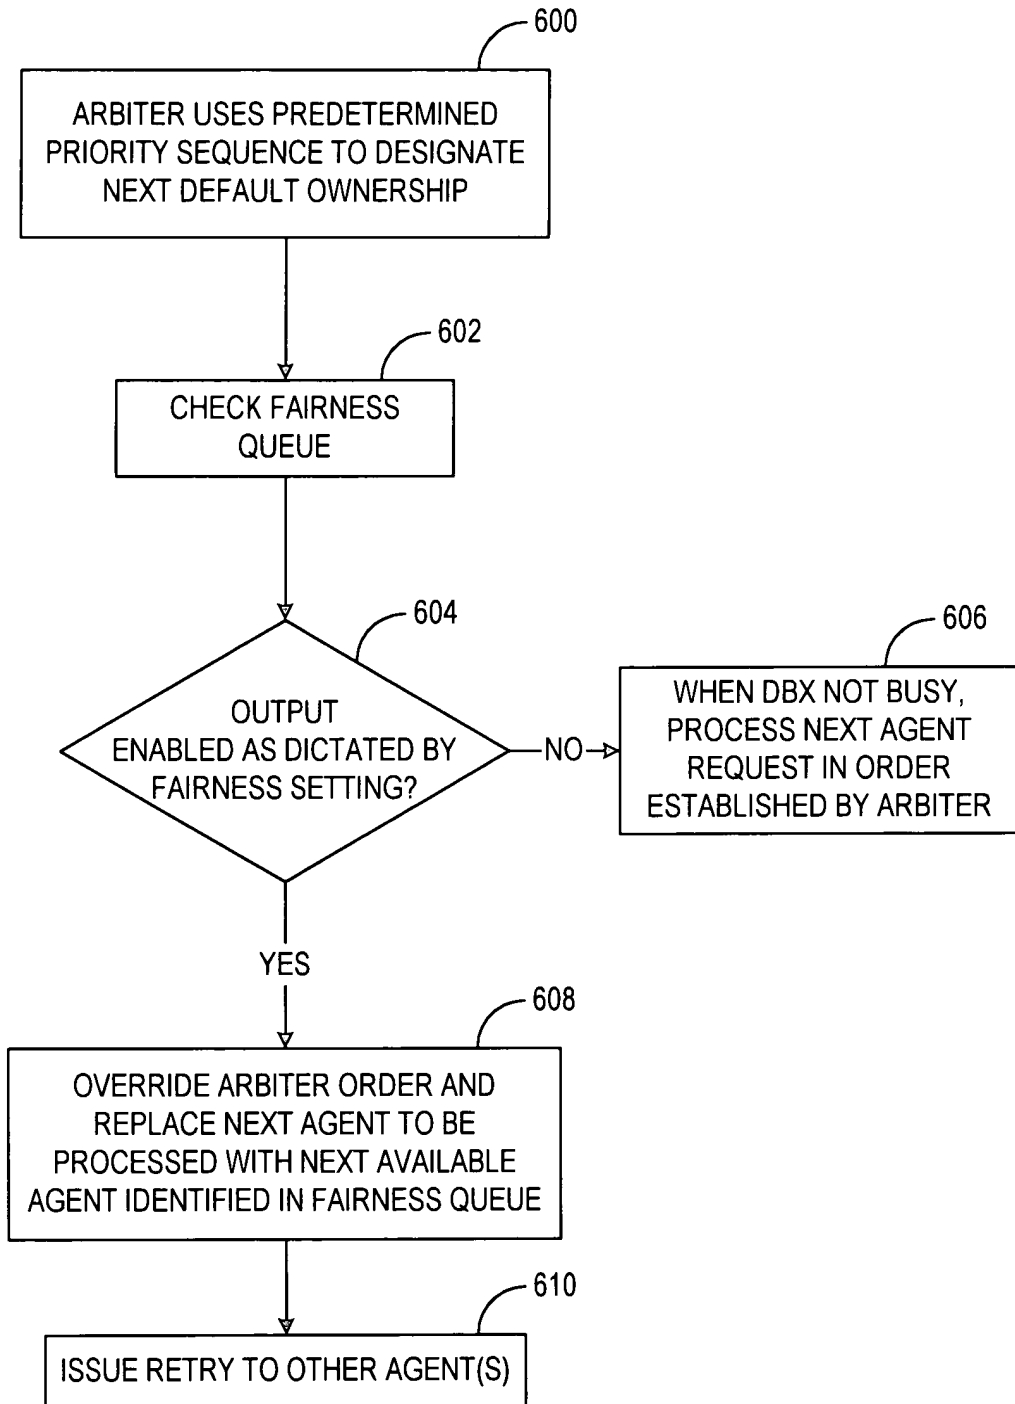 600
ARBITER USES PREDETERMINED
PRIORITY SEQUENCE TO DESIGNATE
NEXT DEFAULT OWNERSHIP
602
CHECK FAIRNESS
QUEUE
604
OUTPUT
ENABLED AS DICTATED BY
FAIRNESS SETTING?
NO
606
WHEN DBX NOT BUSY,
PROCESS NEXT AGENT
REQUEST IN ORDER
ESTABLISHED BY ARBITER
YES
608
OVERRIDE ARBITER ORDER AND
REPLACE NEXT AGENT TO BE
PROCESSED WITH NEXT AVAILABLE
AGENT IDENTIFIED IN FAIRNESS QUEUE
610
ISSUE RETRY TO OTHER AGENT(S)